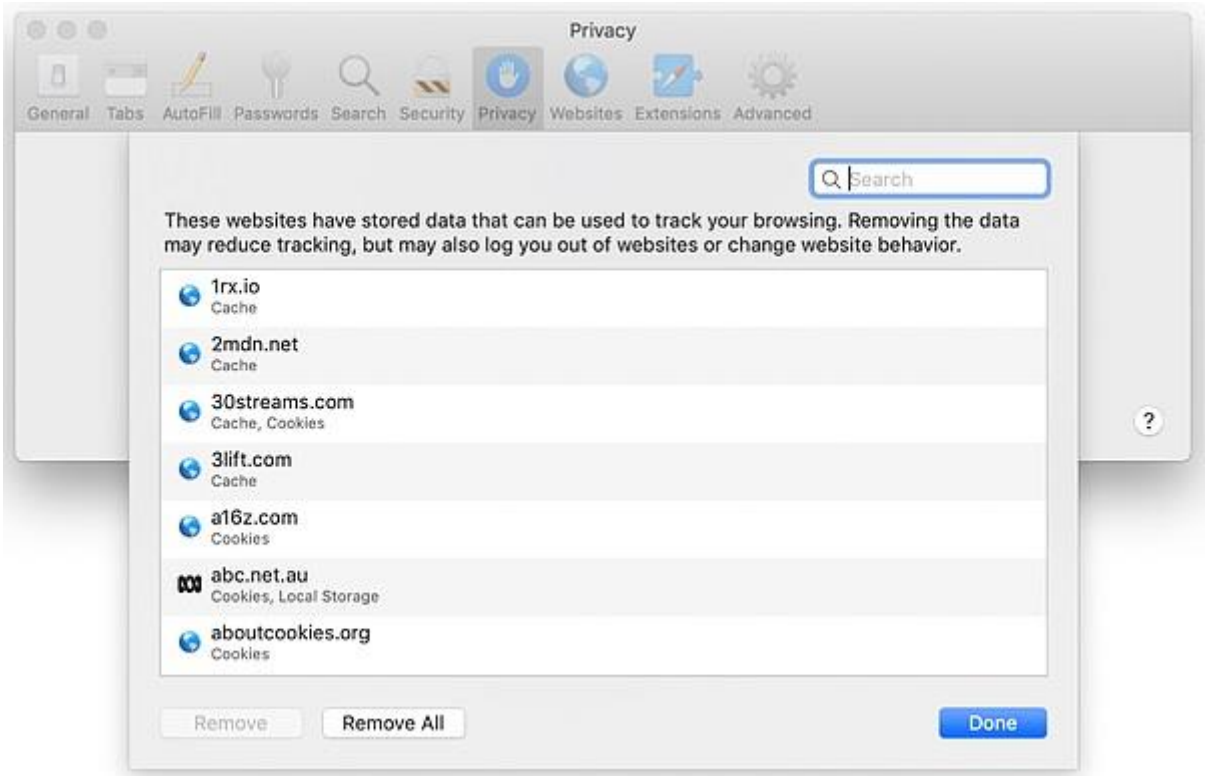 Privacy
General Tabs AutoFill Passwords Search Security Privacy Websites Extensions Advanced
Search
These websites have stored data that can be used to track your browsing. Removing the data
may reduce tracking, but may also log you out of websites or change website behavior.
1rx.io
Cache
2mdn.net
Cache
30streams.com
Cache, Cookies
3lift.com
Cache
a16z.com
Cookies
abc.net.au
Cookies, Local Storage
aboutcookies.org
Cookies
?
Remove Remove All Done